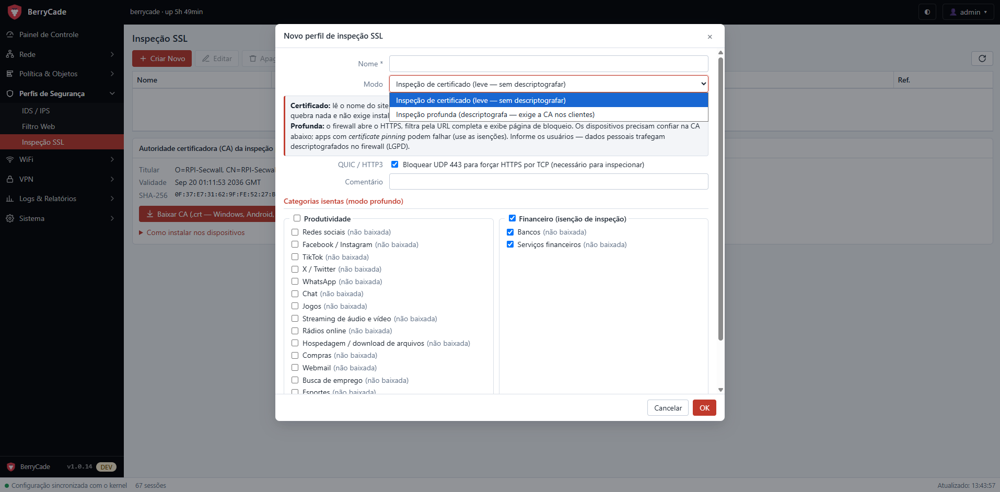 BerryCade
berrycade · up 5h 49min
admin
Painel de Controle
Rede
Política & Objetos
Perfis de Segurança
IDS / IPS
Filtro Web
Inspeção SSL
WiFi
VPN
Logs & Relatórios
Sistema
BerryCade v1.0.14 DEV
Inspeção SSL
Criar Novo
Editar
Nome
Ref.
Autoridade certificadora (CA) da inspeção
Titular O=RPI-Secwall,
Validade Sep 20 01:11:53 2036 GMT
SHA-256 0F:37:E7:31:62:9F:FE:52:27:
Baixar CA (.crt — Windows, Android,
Como instalar nos dispositivos
Novo perfil de inspeção SSL
×
Nome *
Modo
Inspeção de certificado (leve — sem descriptografar)
Inspeção de certificado (leve — sem descriptografar)
Inspeção profunda (descriptografa — exige a CA nos clientes)
Certificado: lê o nome do site
quebra nada e não exige
Profunda: o firewall abre o HTTPS, filtra pela URL completa e exibe página de bloqueio. Os dispositivos precisam confiar na CA
abaixo; apps com certificate pinning podem falhar (use as isenções). Informe os usuários — dados pessoais trafegam
descriptografados no firewall (LGPD).
QUIC / HTTP3
Bloquear UDP 443 para forçar HTTPS por TCP (necessário para inspecionar)
Comentário
Categorias isentas (modo profundo)
Produtividade
Redes sociais (não baixada)
Facebook / Instagram (não baixada)
TikTok (não baixada)
X / Twitter (não baixada)
WhatsApp (não baixada)
Chat (não baixada)
Jogos (não baixada)
Streaming de áudio e vídeo (não baixada)
Rádios online (não baixada)
Hospedagem / download de arquivos (não baixada)
Compras (não baixada)
Webmail (não baixada)
Busca de emprego (não baixada)
Esportes (não baixada)
Financeiro (isenção de inspeção)
Bancos (não baixada)
Serviços financeiros (não baixada)
Cancelar
OK
Configuração sincronizada com o kernel
67 sessões
Atualizado: 13:43:57